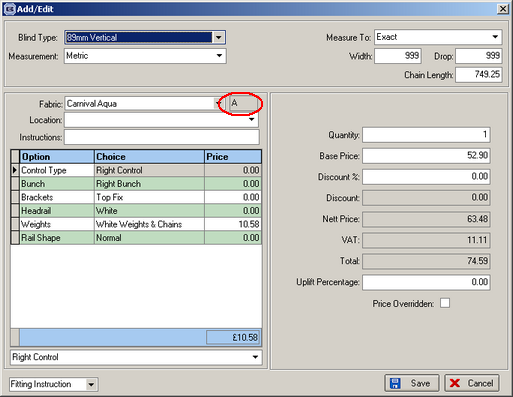 Add/Edit
Blind Type: 89mm Vertical
Measure To: Exact
Measurement: Metric
Width: 999 Drop: 999
Chain Length: 749.25
Fabric: Carnival Aqua A
Location:
Instructions:
Option Choice Price
Control Type Right Control 0.00
Bunch Right Bunch 0.00
Brackets Top Fix 0.00
Headrail White 0.00
Weights White Weights & Chains 10.58
Rail Shape Normal 0.00
£10.58
Right Control
Quantity: 1
Base Price: 52.90
Discount %: 0.00
Discount: 0.00
Nett Price: 63.48
VAT: 11.11
Total: 74.59
Uplift Percentage: 0.00
Price Overridden:
Fitting Instruction
Save
Cancel